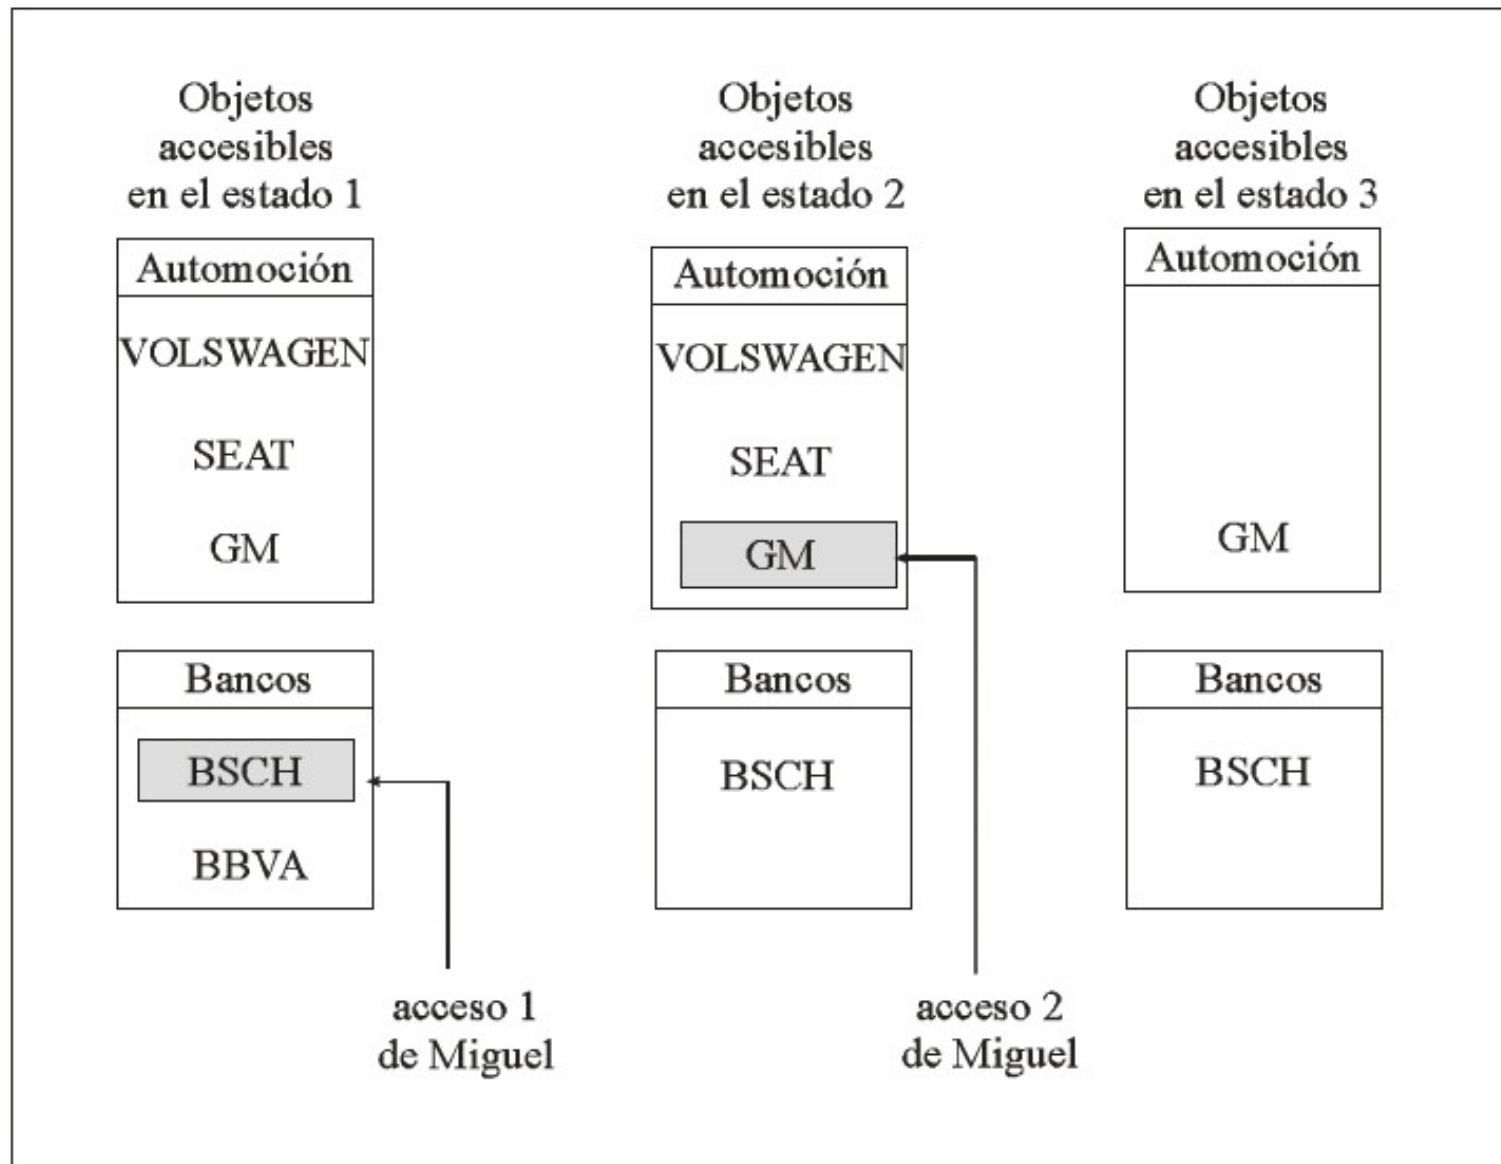 Objetos
accesibles
en el estado 1
Automoción
VOLSWAGEN
SEAT
GM
Bancos
BSCH
BBVA
acceso 1
de Miguel
Objetos
accesibles
en el estado 2
Automoción
VOLSWAGEN
SEAT
GM
Bancos
BSCH
acceso 2
de Miguel
Objetos
accesibles
en el estado 3
Automoción
GM
Bancos
BSCH